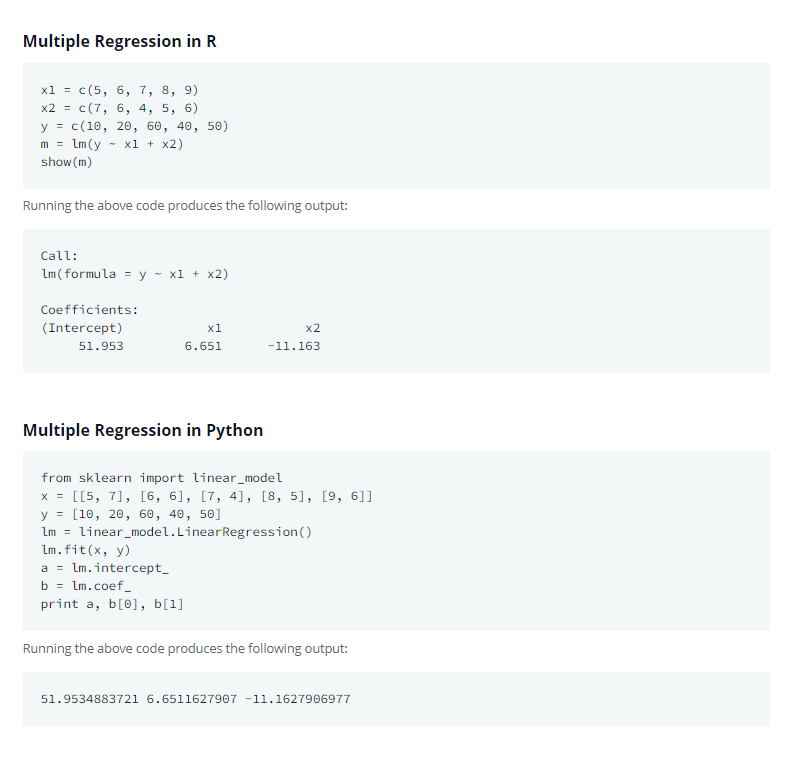 Multiple Regression in R
x1 = c(5, 6, 7, 8, 9)
x2 = c(7, 6, 4, 5, 6)
y = c(10, 20, 60, 40, 50)
m = lm(y ~ x1 + x2)
show(m)
Running the above code produces the following output:
Call:
lm(formula = y ~ x1 + x2)
Coefficients:
(Intercept)           x1           x2
     51.953        6.651      -11.163
Multiple Regression in Python
from sklearn import linear_model
x = [[5, 7], [6, 6], [7, 4], [8, 5], [9, 6]]
y = [10, 20, 60, 40, 50]
lm = linear_model.LinearRegression()
lm.fit(x, y)
a = lm.intercept_
b = lm.coef_
print a, b[0], b[1]
Running the above code produces the following output:
51.9534883721 6.6511627907 -11.1627906977